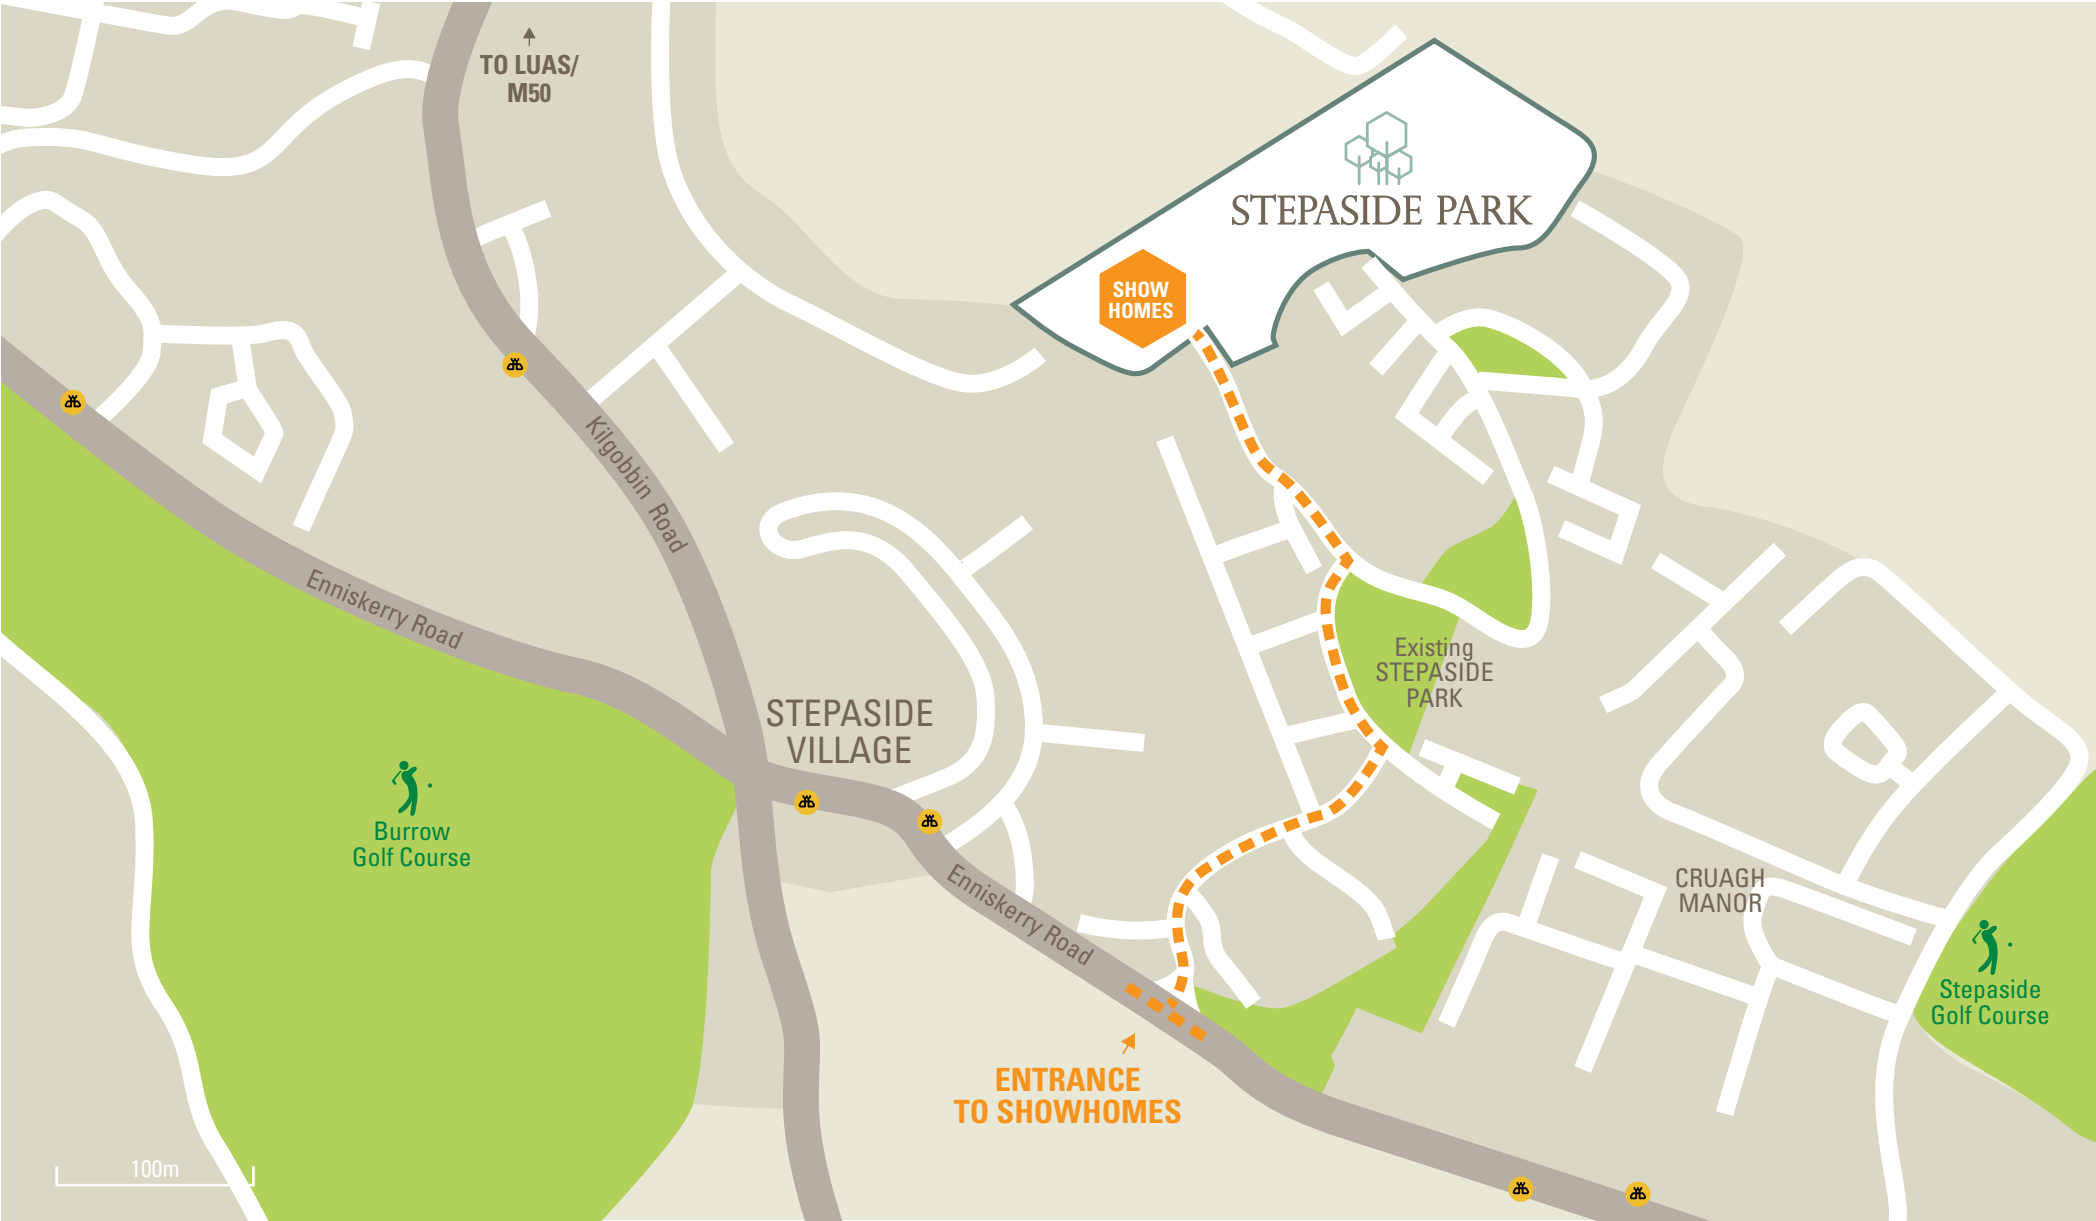 TO LUAS/
M50
STEPASIDE PARK
SHOW
HOMES
Kilgobbin Road
Enniskerry Road
Existing
STEPASIDE
PARK
STEPASIDE
VILLAGE
Burrow
Golf Course
Enniskerry Road
CRUAGH
MANOR
Stepaside
Golf Course
ENTRANCE
TO SHOWHOMES
100m